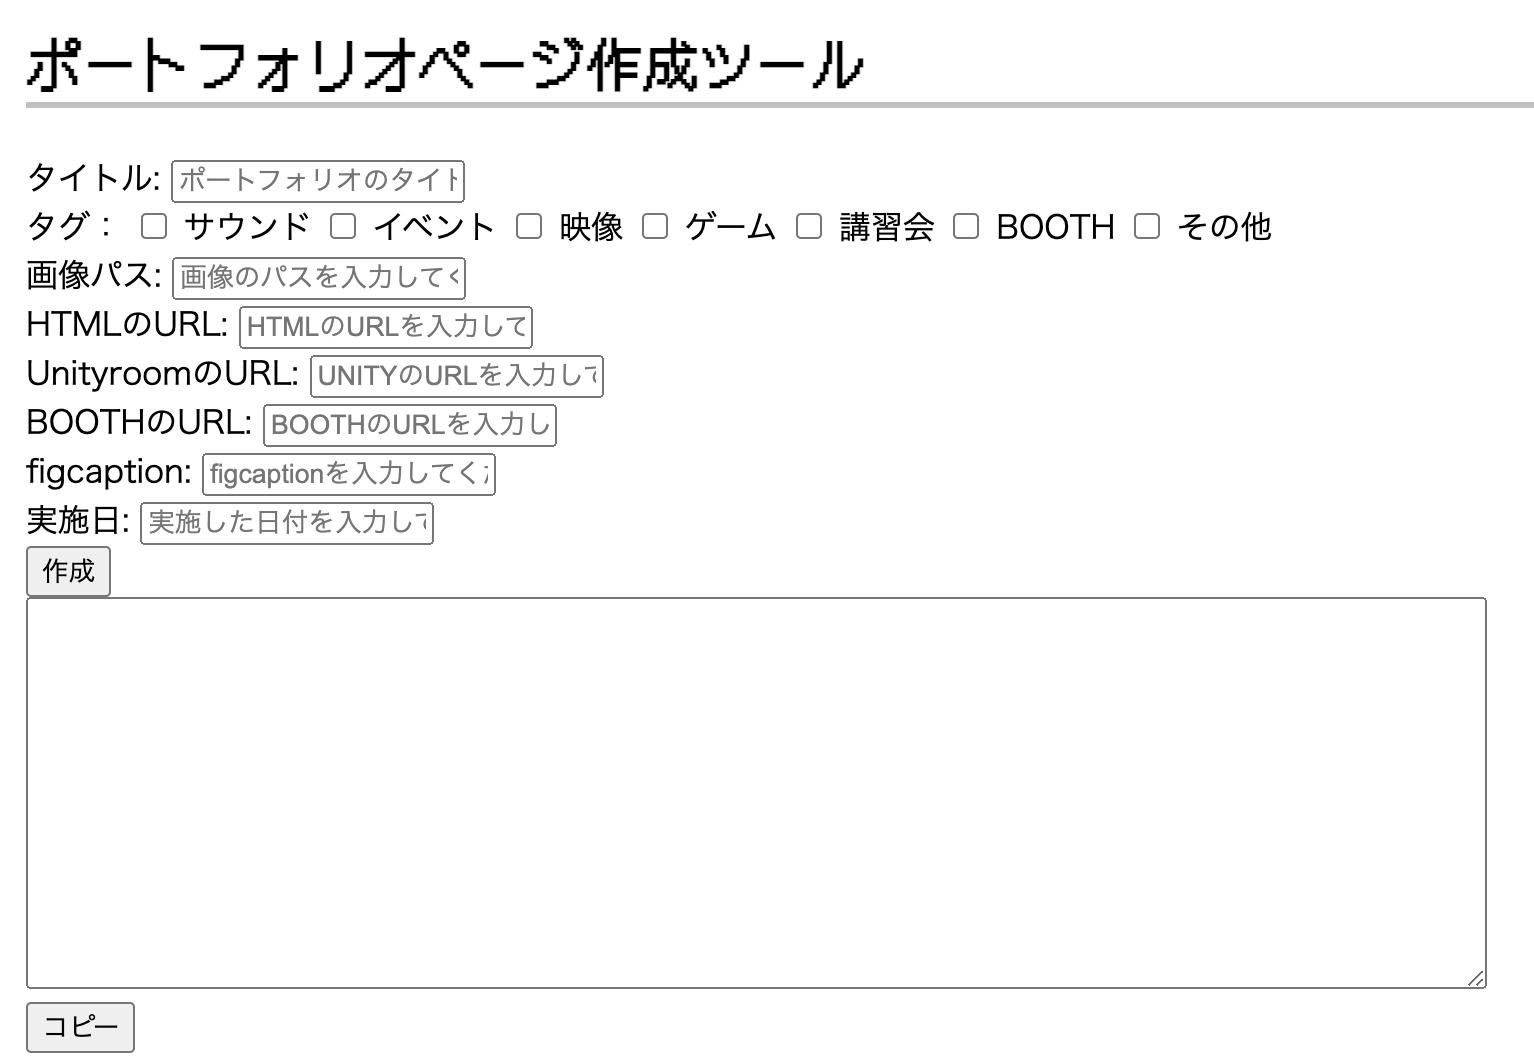 ポートフォリオページ作成ツール
タイトル: ポートフォリオのタイト
タグ： サウンド イベント 映像 ゲーム 講習会 BOOTH その他
画像パス: 画像のパスを入力してく
HTMLのURL: HTMLのURLを入力して
UnityroomのURL: UNITYのURLを入力して
BOOTHのURL: BOOTHのURLを入力し
figcaption: figcaptionを入力してくだ
実施日: 実施した日付を入力して
作成
コピー